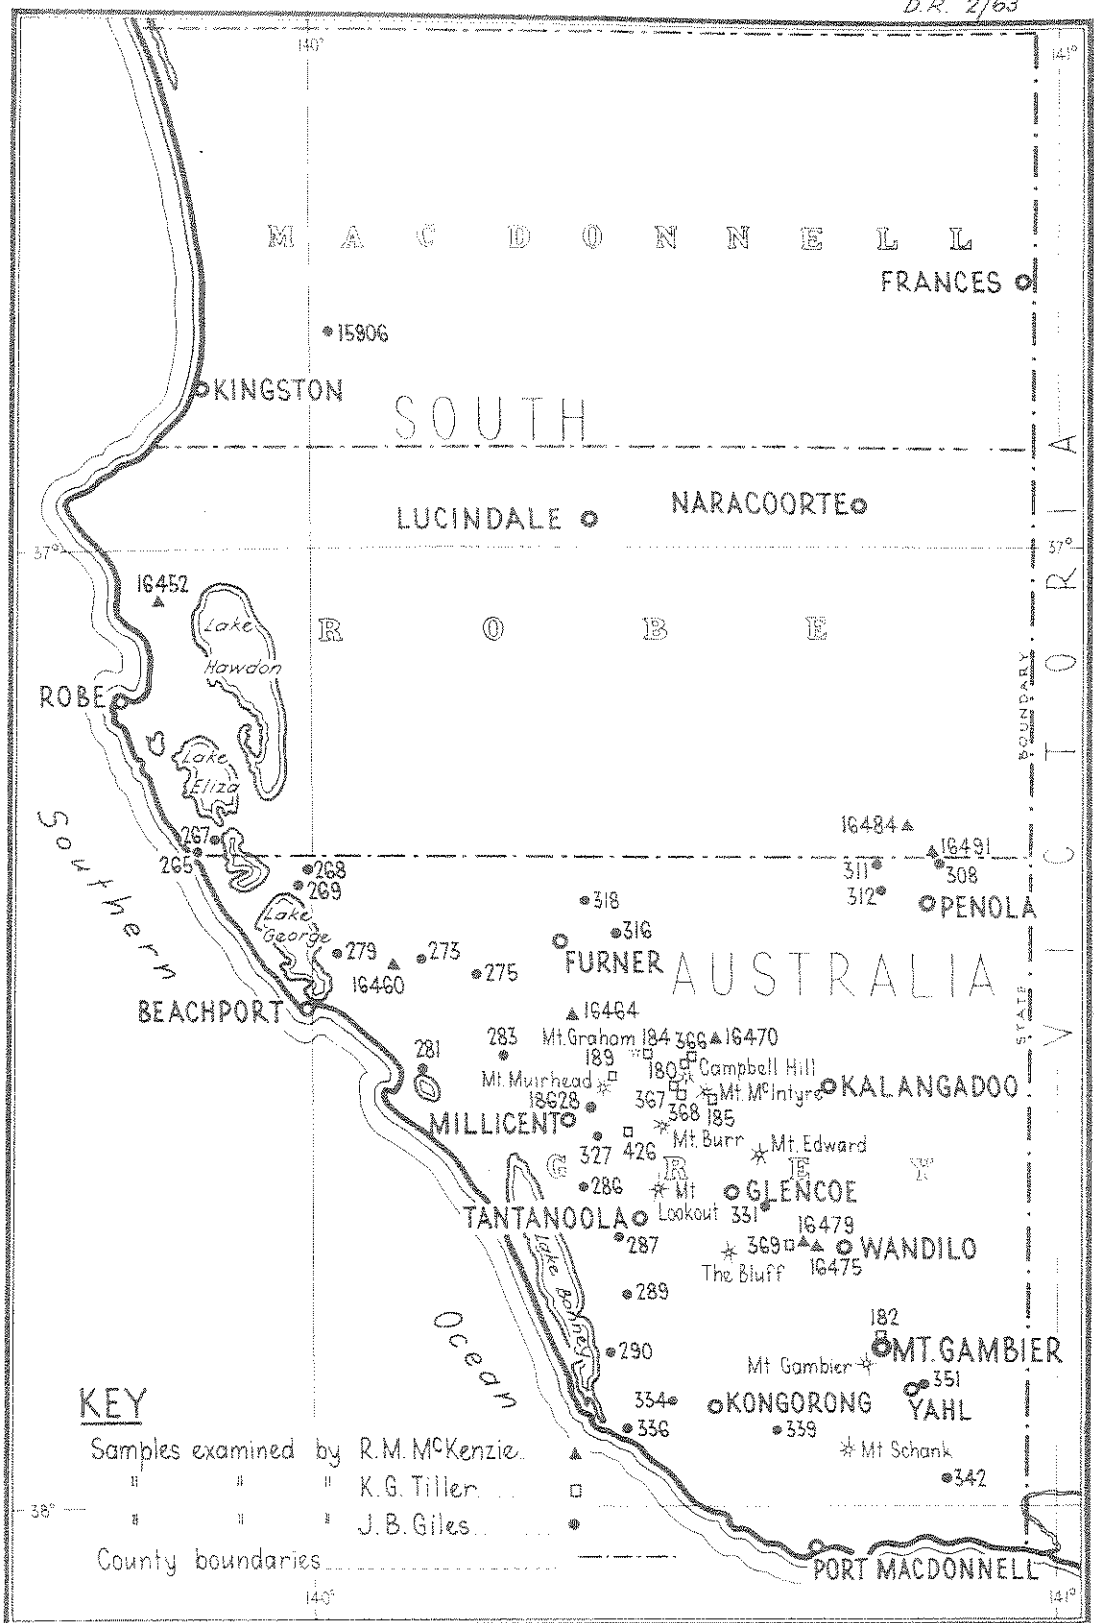 D.R. 2/63
140°
141°
MACDONNELL
FRANCES
15906
KINGSTON
SOUTH
LUCINDALE
NARACOORTE
37°
37°
16452
Lake
Hawdon
ROBE
ROBE
Lake
Eliza
STATE BOUNDARY
VICTORIA
Southern
267
265
268
269
16484
16491
311
308
312
PENOLA
318
316
FURNER
Lake
George
279
273
275
16460
AUSTRALIA
BEACHPORT
16464
Mt. Graham
184
366
16470
283
281
189
180
Campbell Hill
Mt. Muirhead
Mt. McIntyre
KALANGADOO
18628
367
368
185
MILLICENT
327
426
Mt. Burr
Mt. Edward
GREY
286
Mt
Lookout
GLENCOE
331
TANTANOOLA
287
369
16479
16475
WANDILO
The Bluff
Lake Bonney
289
Ocean
290
182
MT. GAMBIER
Mt Gambier
351
YAHL
334
KONGORONG
336
339
Mt Schank
342
KEY
Samples examined by R.M. McKenzie
" " " K.G. Tiller
" " " J.B. Giles
County boundaries
38°
PORT MACDONNELL
140°
141°